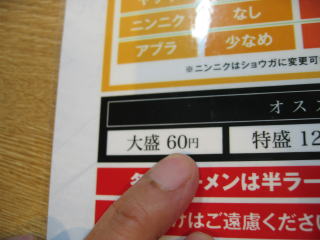 ニンニク なし
アブラ 少なめ
※ニンニクはショウガに変更可
オス
大盛 60円 特盛 12
メンは半ラー
はご遠慮くださ